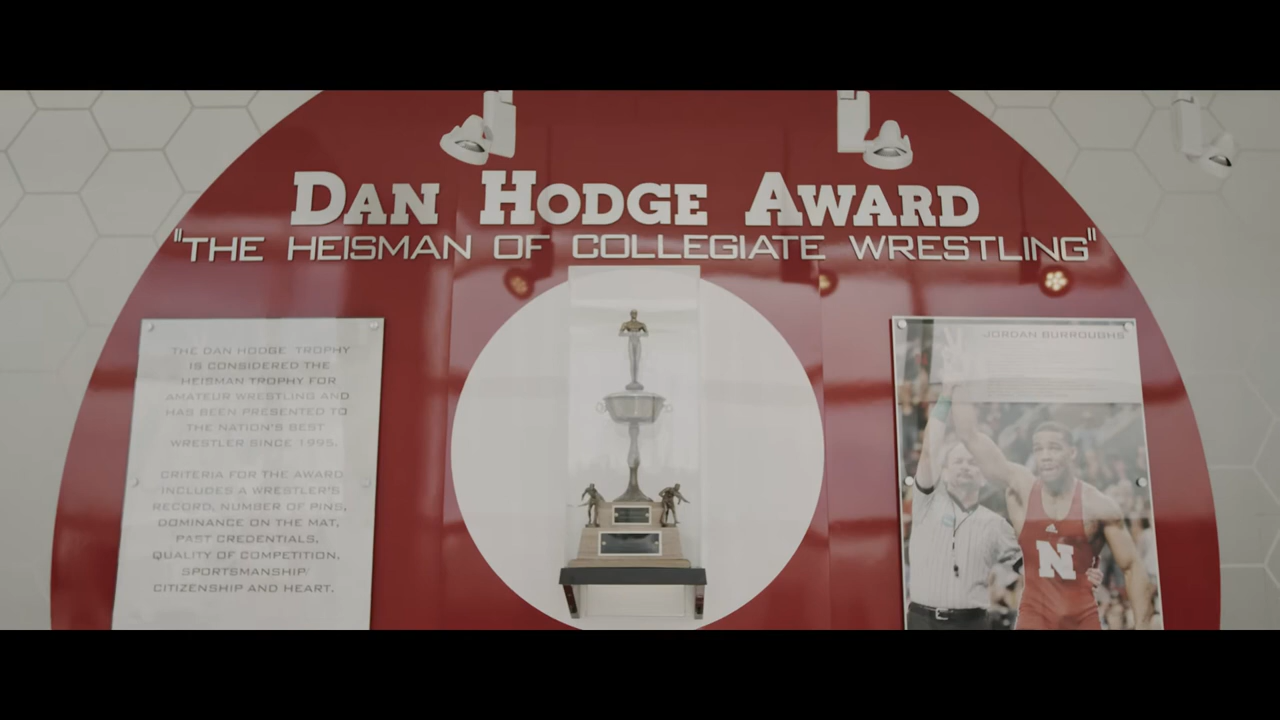 DAN HODGE AWARD
"THE HEISMAN OF COLLEGIATE WRESTLING"
THE DAN HODGE TROPHY
IS CONSIDERED THE
HEISMAN TROPHY FOR
AMATEUR WRESTLING AND
HAS BEEN PRESENTED TO
THE NATION'S BEST
WRESTLER SINCE 1995.
CRITERIA FOR THE AWARD
INCLUDES A WRESTLER'S
RECORD, NUMBER OF PINS,
DOMINANCE ON THE MAT,
PAST CREDENTIALS,
QUALITY OF COMPETITION,
SPORTSMANSHIP/
CITIZENSHIP AND HEART.
JORDAN BURROUGHS
N